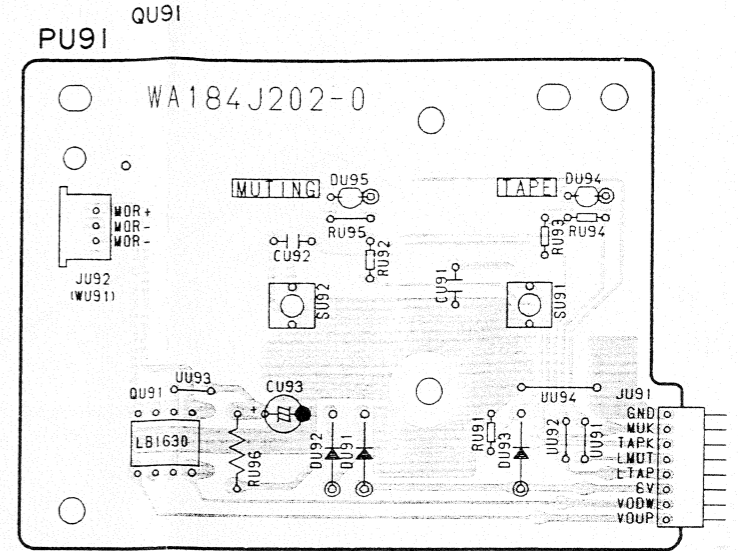 QU91
PU91
WA184J202-0
MUTING
DU95
TAPE
DU94
MOR+
MOR-
MOR-
RU95
RU93
RU94
CU92
RU92
JU92
(WU91)
CU91
SU92
SU91
UU93
QU91
CU93
+
UU94
JU91
LB1630
RU96
DU92
DU91
RU91
DU93
UU92
UU91
GND
MUK
TAPK
LMUT
LTAP
6V
VODW
VOUP